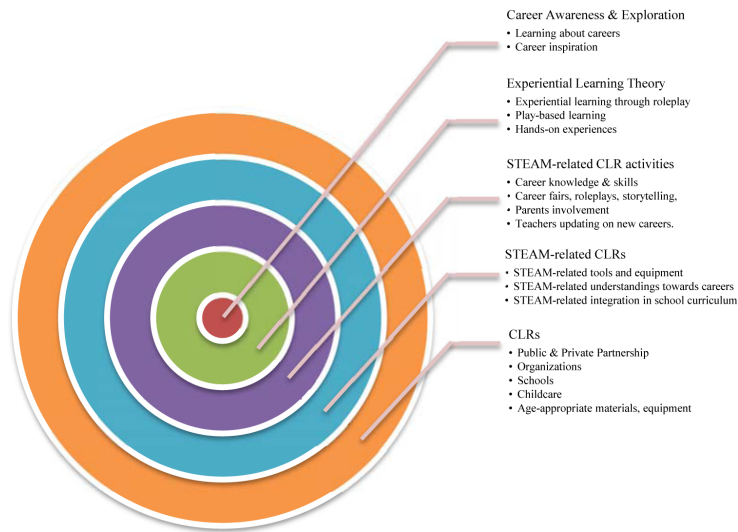 Career Awareness & Exploration
• Learning about careers
• Career inspiration
Experiential Learning Theory
• Experiential learning through roleplay
• Play-based learning
• Hands-on experiences
STEAM-related CLR activities
• Career knowledge & skills
• Career fairs, roleplays, storytelling,
• Parents involvement
• Teachers updating on new careers.
STEAM-related CLRs
• STEAM-related tools and equipment
• STEAM-related understandings towards careers
• STEAM-related integration in school curriculum
CLRs
• Public & Private Partnership
• Organizations
• Schools
• Childcare
• Age-appropriate materials, equipment